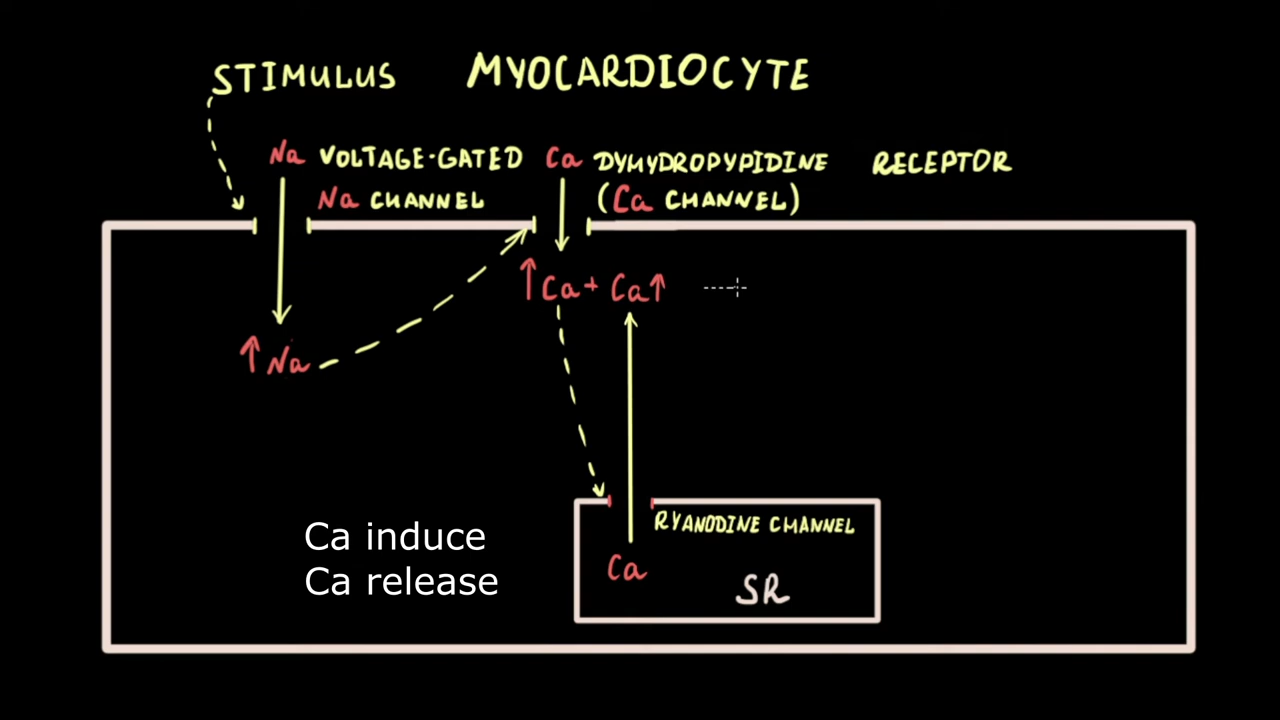 STIMULUS MYOCARDIOCYTE
Na VOLTAGE-GATED Ca DYMYDROPYPIDINE RECEPTOR
Na CHANNEL (Ca CHANNEL)
↑Ca + Ca↑
↑Na
RYANODINE CHANNEL
Ca induce
Ca
Ca release
SR